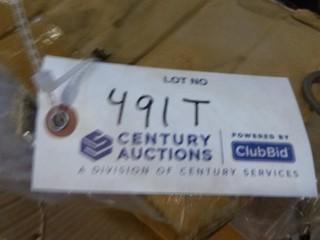 LOT NO
491T
CENTURY AUCTIONS
POWERED BY
ClubBid
A DIVISION OF CENTURY SERVICES